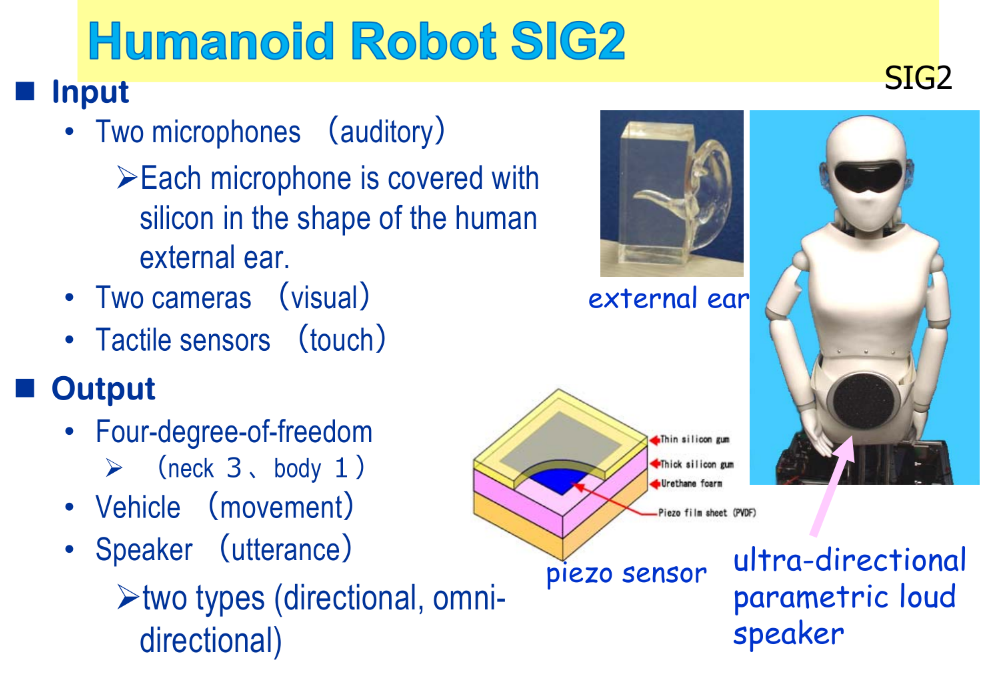 Humanoid Robot SIG2
SIG2
■ Input
• Two microphones （auditory）
➢Each microphone is covered with
silicon in the shape of the human
external ear.
• Two cameras （visual）
• Tactile sensors （touch）
external ear
■ Output
• Four-degree-of-freedom
➢ （neck ３、body １）
• Vehicle （movement）
• Speaker （utterance）
➢two types (directional, omni-
directional)
Thin silicon gum
Thick silicon gum
Urethane foarm
Piezo film sheet (PVDF)
piezo sensor
ultra-directional
parametric loud
speaker